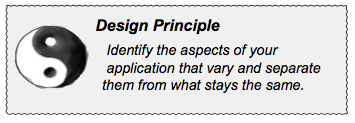 Design Principle
Identify the aspects of your
application that vary and separate
them from what stays the same.